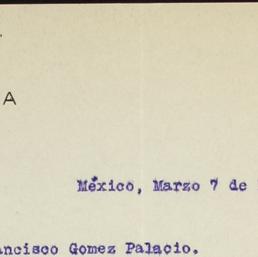 A
México, Marzo 7 de
ancisco Gomez Palacio.